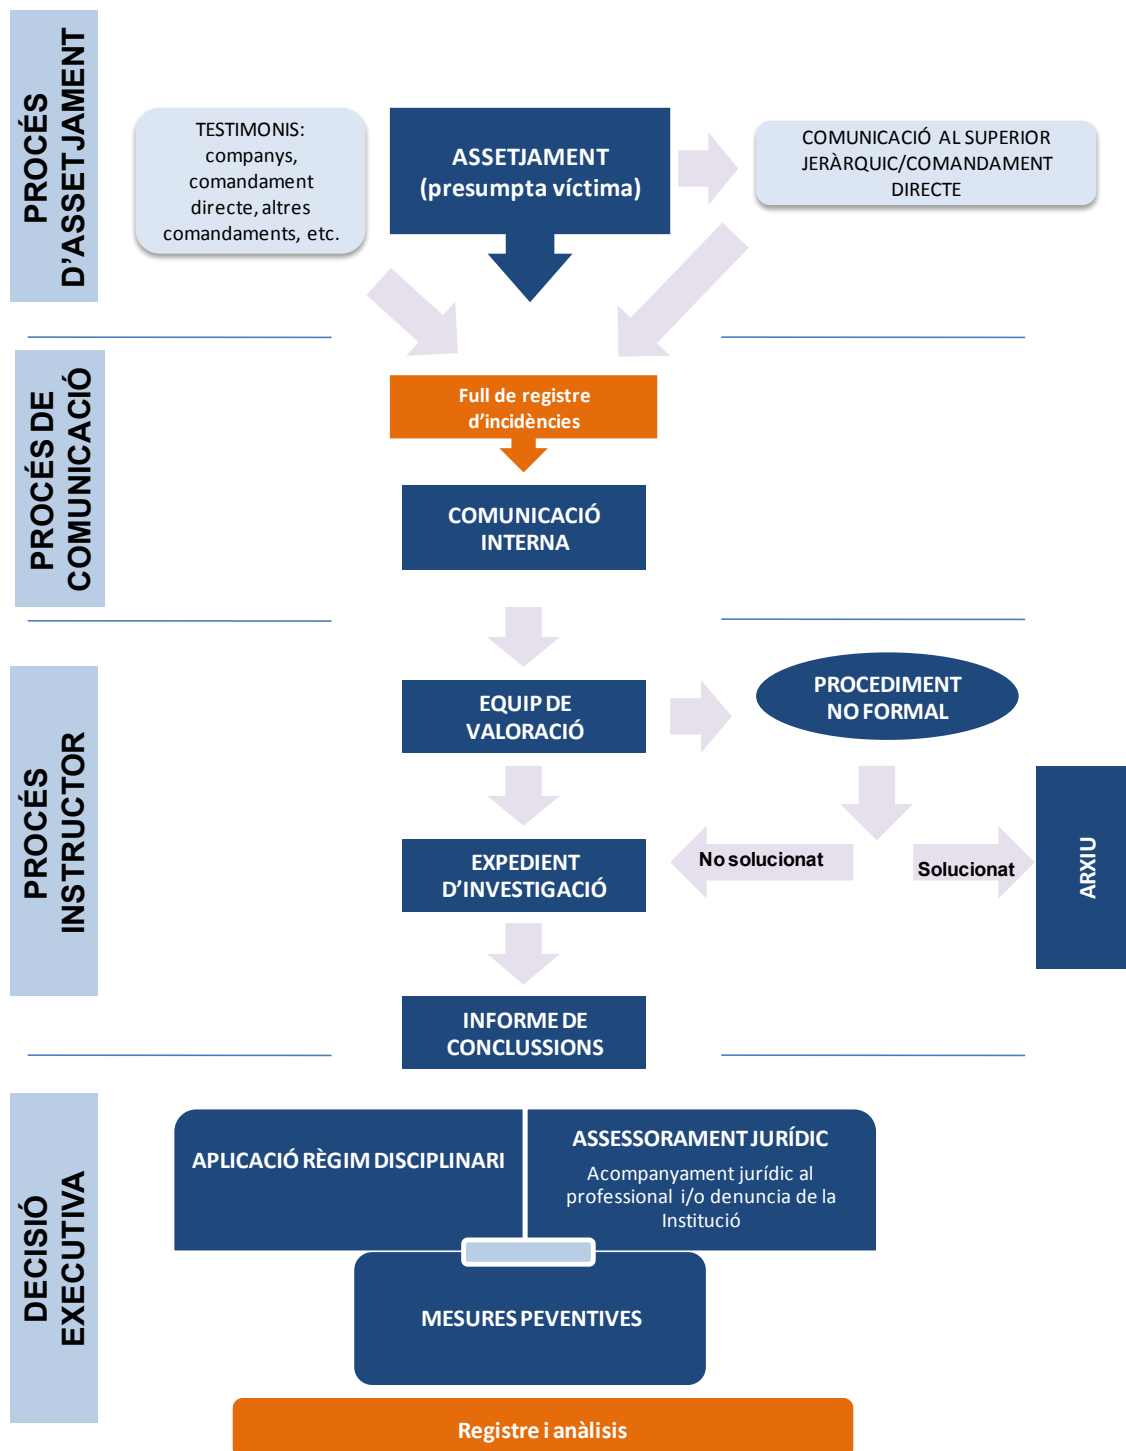 PROCÉS
D'ASSETJAMENT
TESTIMONIS:
companys,
comandament
directe, altres
comandaments, etc.
ASSETJAMENT
(presumpta víctima)
COMUNICACIÓ AL SUPERIOR
JERÀRQUIC/COMANDAMENT
DIRECTE
PROCÉS DE
COMUNICACIÓ
Full de registre
d'incidències
COMUNICACIÓ
INTERNA
PROCÉS
INSTRUCTOR
EQUIP DE
VALORACIÓ
PROCEDIMENT
NO FORMAL
EXPEDIENT
D'INVESTIGACIÓ
No solucionat
Solucionat
ARXIU
INFORME DE
CONCLUSSIONS
DECISIÓ
EXECUTIVA
APLICACIÓ RÈGIM DISCIPLINARI
ASSESSORAMENT JURÍDIC
Acompanyament jurídic al
professional i/o denuncia de la
Institució
MESURES PEVENTIVES
Registre i anàlisis